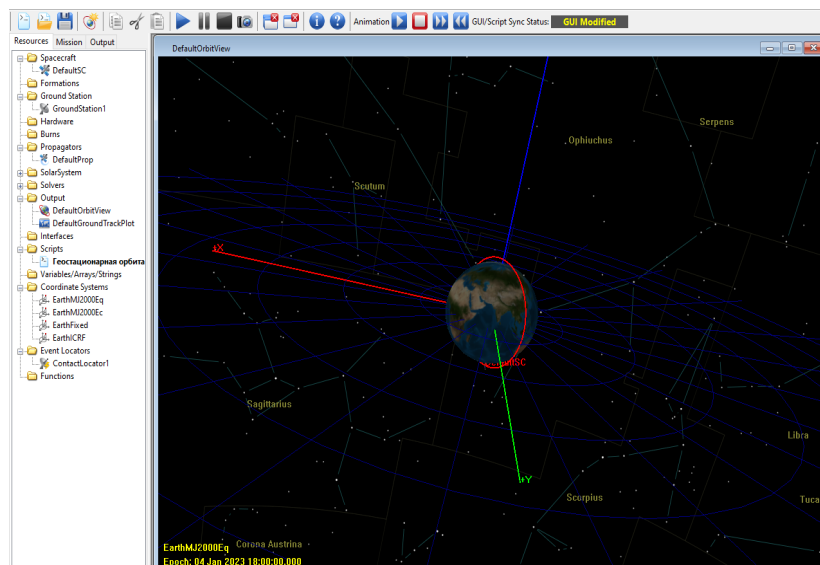 Animation
GUI/Script Sync Status:
GUI Modified
Resources
Mission
Output
Spacecraft
DefaultSC
Formations
Ground Station
GroundStation1
Hardware
Burns
Propagators
DefaultProp
SolarSystem
Solvers
Output
DefaultOrbitView
DefaultGroundTrackPlot
Interfaces
Scripts
Геостационарная орбита
Variables/Arrays/Strings
Coordinate Systems
EarthMJ2000Eq
EarthMJ2000Ec
EarthFixed
EarthICRF
Event Locators
ContactLocator1
Functions
DefaultOrbitView
Serpens
Ophiuchus
Scutum
X
Sagittarius
Libra
Y
Scorpius
Tuca
Corona Austrina
EarthMJ2000Eq
Epoch: 04 Jan 2023 18:00:00.000